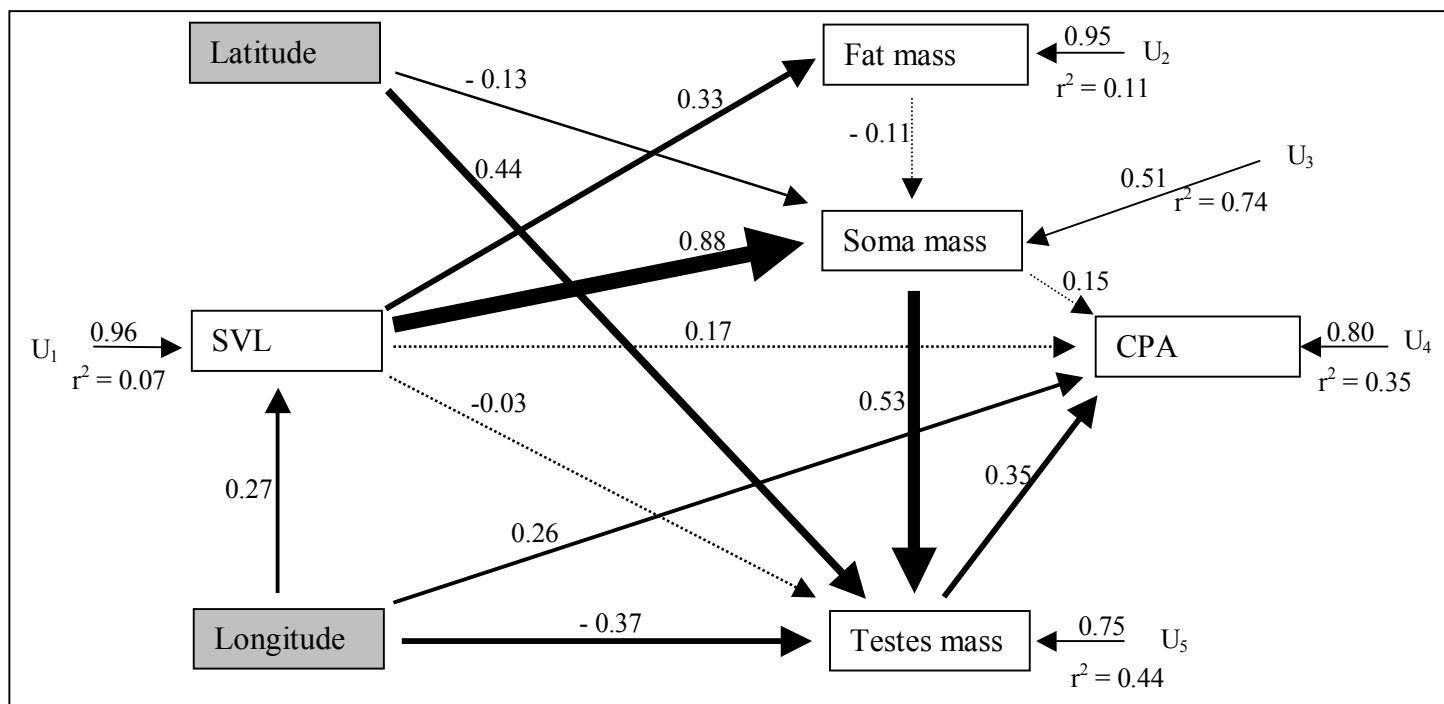 Latitude
Fat mass
0.95
U₂
r² = 0.11
- 0.13
0.33
- 0.11
0.44
U₃
0.51
r² = 0.74
Soma mass
0.88
0.15
U₁
0.96
r² = 0.07
SVL
0.17
CPA
0.80
U₄
r² = 0.35
-0.03
0.53
0.27
0.35
0.26
Longitude
- 0.37
Testes mass
0.75
U₅
r² = 0.44